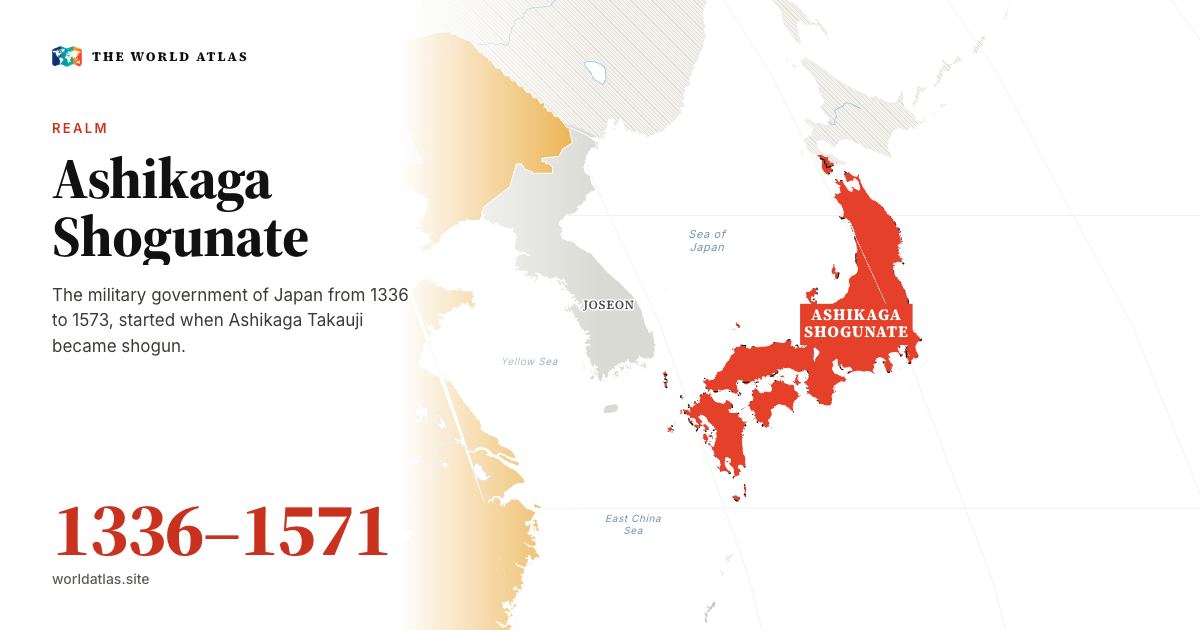 THE WORLD ATLAS
REALM
Ashikaga
Shogunate
The military government of Japan from 1336
to 1573, started when Ashikaga Takauji
became shogun.
1336–1571
worldatlas.site
Sea of
Japan
JOSEON
ASHIKAGA
SHOGUNATE
Yellow Sea
East China
Sea